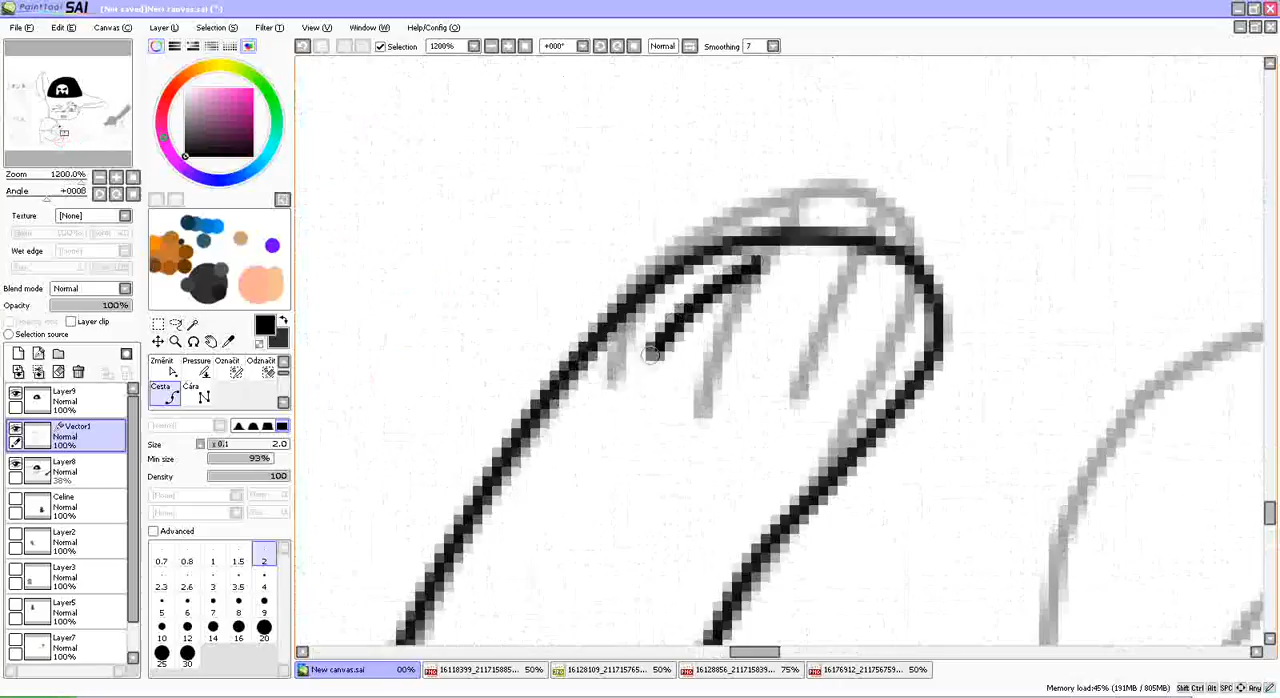 PaintTool SAI (Not saved)New canvas.sai (*)
File (F) Edit (E) Canvas (C) Layer (L) Selection (S) Filter (T) View (V) Window (W) Help/Config (O)
Selection 1200% +000° Normal Smoothing 7
Zoom 1200.0%
Angle
Texture [None]
Wet edge
Blend mode Normal
Opacity 100%
Layer clip
Selection source
Layer9
Normal
100%
Vector1
Normal
100%
Layer8
Normal
38%
Celine
Normal
100%
Layer2
Normal
100%
Layer3
Normal
100%
Layer5
Normal
100%
Layer7
Normal
100%
Změnit Pressure Označit Odznačit
Cesta Čára
Size x 0.1 2.0
Min size 93%
Density 100
Advanced
0.7 0.8 1 1.5 2
2.3 2.6 3 3.5 4
5 6 7 8 9
10 12 14 16 20
25 30
New canvas.sai 00% 16118399_211715885... 50% 16128109_211715765... 50% 16128856_211715839... 75% 16176912_211756759... 50%
Memory load:45% (191MB / 805MB) Shift Ctrl Alt SPC Any